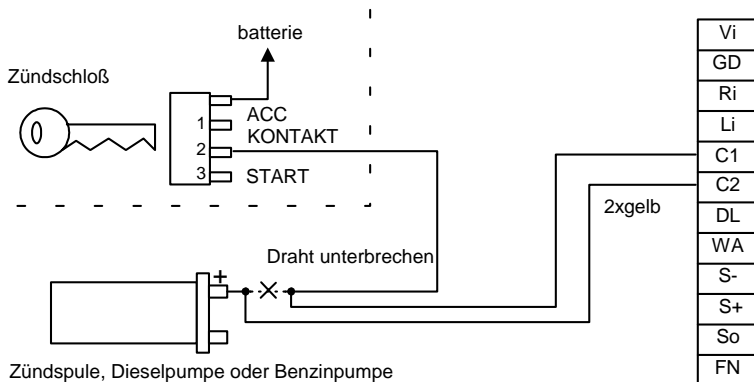 batterie
Zündschloß
ACC
1
KONTAKT
2
3 START
Draht unterbrechen
+
Zündspule, Dieselpumpe oder Benzinpumpe
2xgelb
Vi
GD
Ri
Li
C1
C2
DL
WA
S-
S+
So
FN